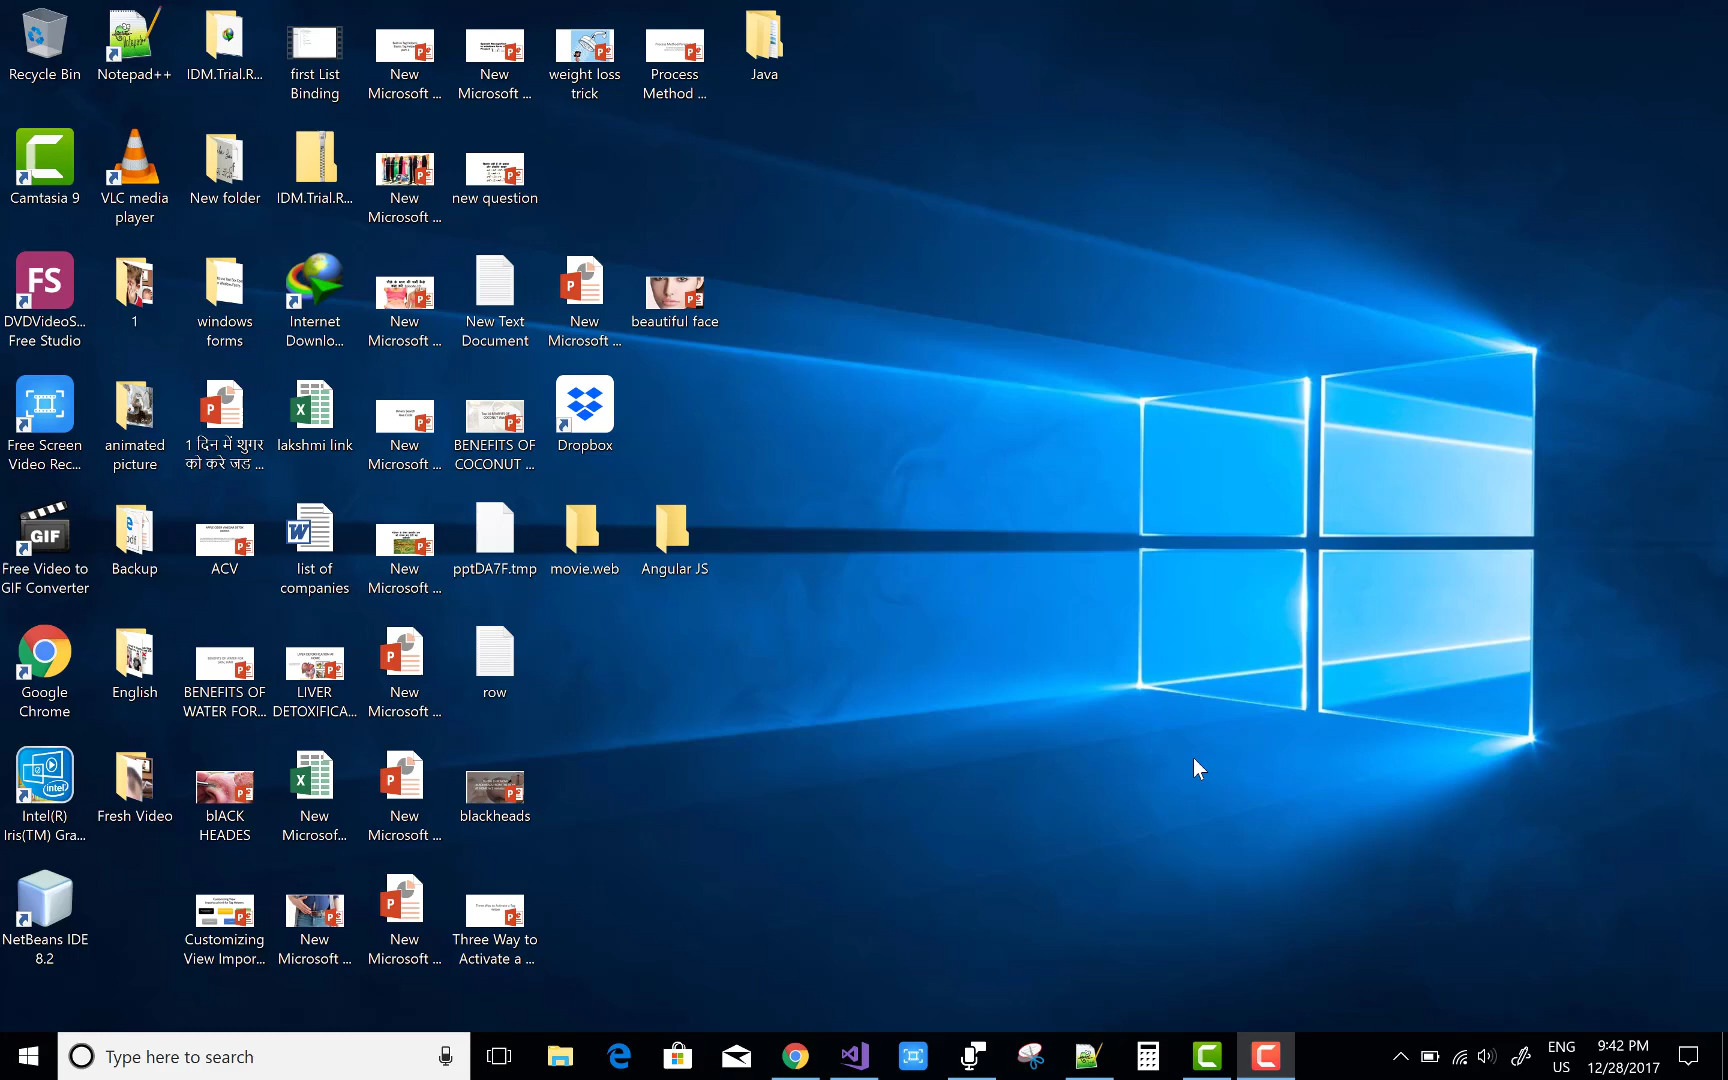 Recycle Bin
Notepad++
IDM.Trial.R...
first List
Binding
New
Microsoft ...
New
Microsoft ...
weight loss
trick
Process
Method ...
Java
Camtasia 9
VLC media
player
New folder
IDM.Trial.R...
New
Microsoft ...
new question
FS
DVDVideoS...
Free Studio
1
windows
forms
Internet
Downlo...
New
Microsoft ...
New Text
Document
New
Microsoft ...
beautiful face
Free Screen
Video Rec...
animated
picture
1 दिन में शुगर
को करे जड ...
lakshmi link
New
Microsoft ...
BENEFITS OF
COCONUT ...
Dropbox
GIF
Free Video to
GIF Converter
Backup
ACV
list of
companies
New
Microsoft ...
pptDA7F.tmp
movie.web
Angular JS
Google
Chrome
English
BENEFITS OF
WATER FOR...
LIVER
DETOXIFICA...
New
Microsoft ...
row
intel
Intel(R)
Iris(TM) Gra...
Fresh Video
blACK
HEADES
New
Microsof...
New
Microsoft ...
blackheads
NetBeans IDE
8.2
Customizing
View Impor...
New
Microsoft ...
New
Microsoft ...
Three Way to
Activate a ...
Type here to search
ENG
US
9:42 PM
12/28/2017